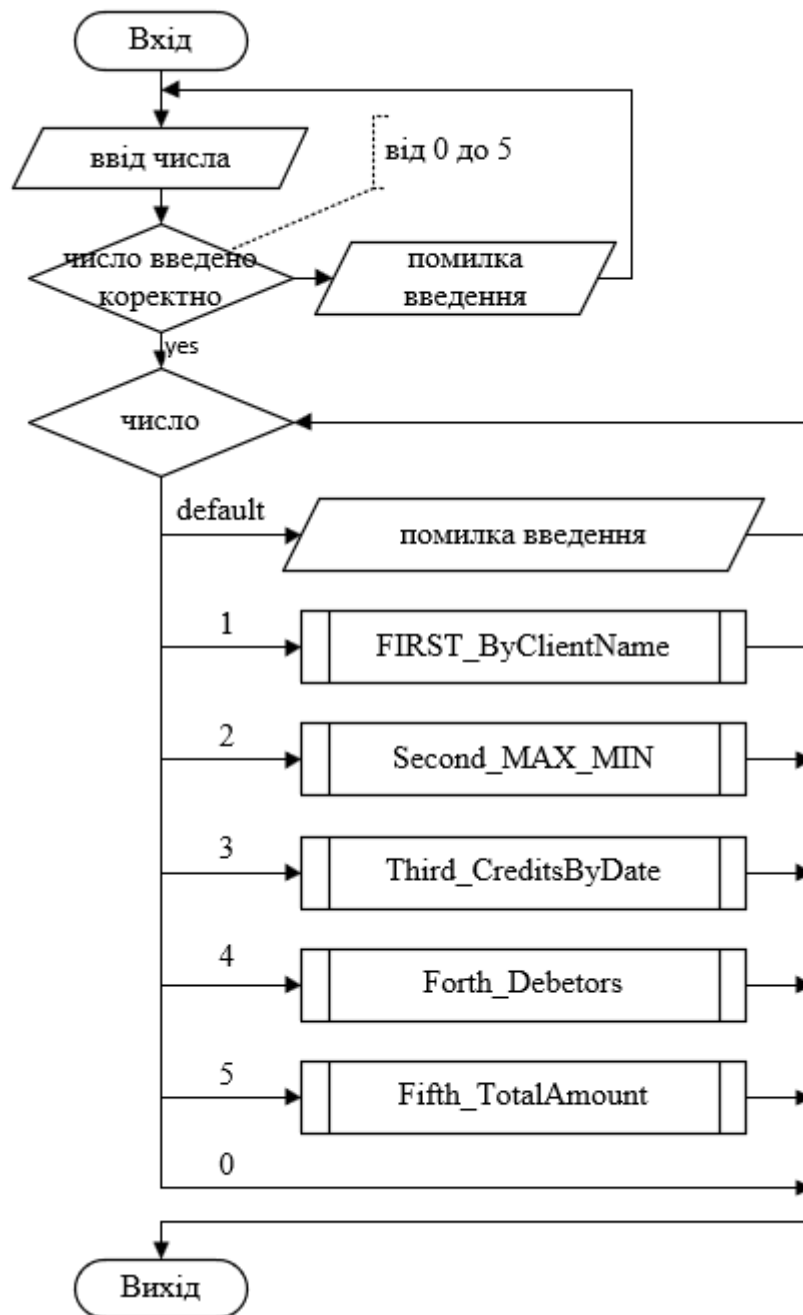 Вхід
ввід числа
від 0 до 5
число введено
коректно
помилка
введення
yes
число
default
помилка введення
1
FIRST_ByClientName
2
Second_MAX_MIN
3
Third_CreditsByDate
4
Forth_Debetors
5
Fifth_TotalAmount
0
Вихід